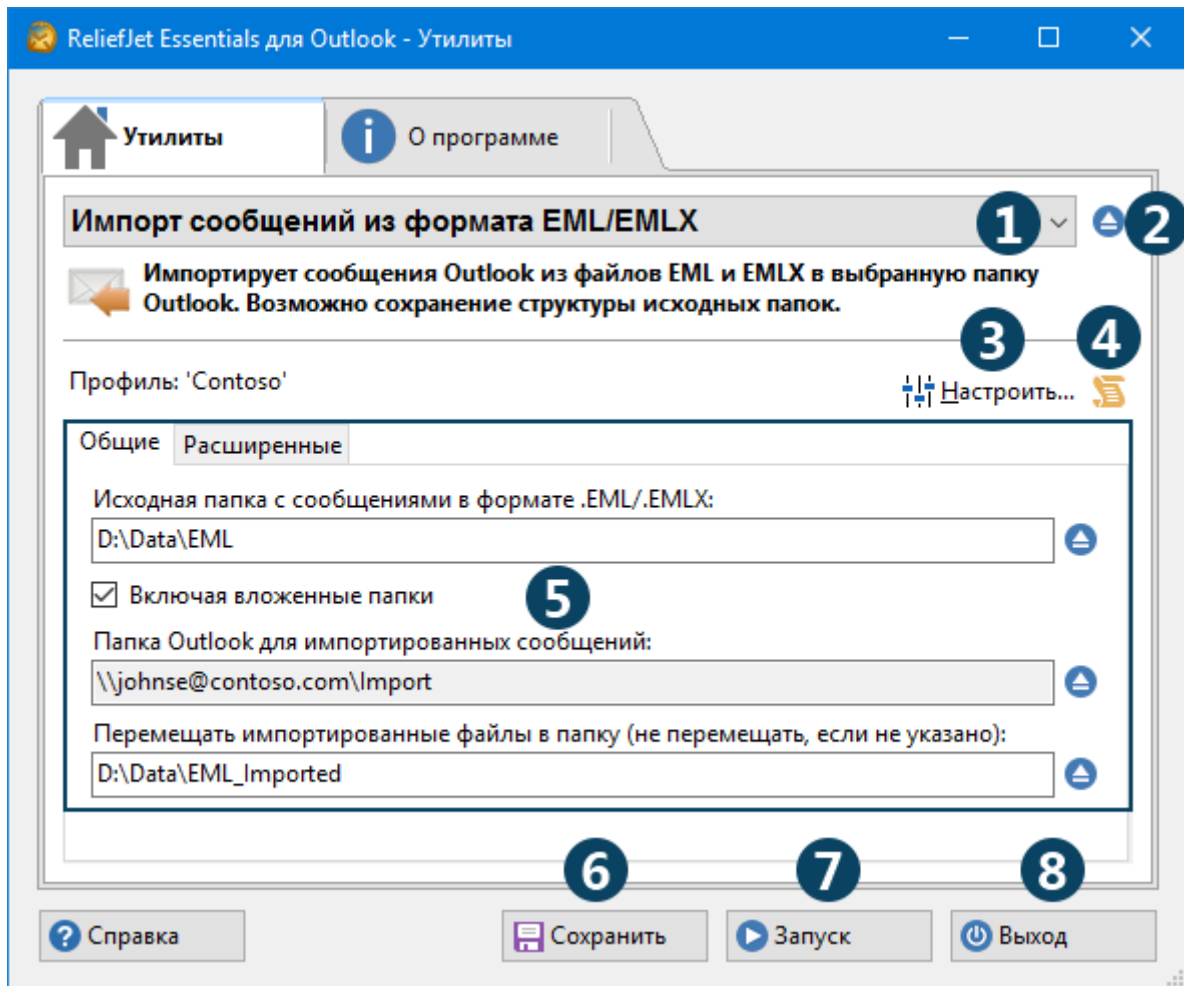 ReliefJet Essentials для Outlook - Утилиты
Утилиты
О программе
Импорт сообщений из формата EML/EMLX
1
2
Импортирует сообщения Outlook из файлов EML и EMLX в выбранную папку
Outlook. Возможно сохранение структуры исходных папок.
3
4
Профиль: 'Contoso'
Настроить...
Общие
Расширенные
Исходная папка с сообщениями в формате .EML/.EMLX:
D:\Data\EML
Включая вложенные папки
5
Папка Outlook для импортированных сообщений:
\\johnse@contoso.com\Import
Перемещать импортированные файлы в папку (не перемещать, если не указано):
D:\Data\EML_Imported
6
7
8
Справка
Сохранить
Запуск
Выход